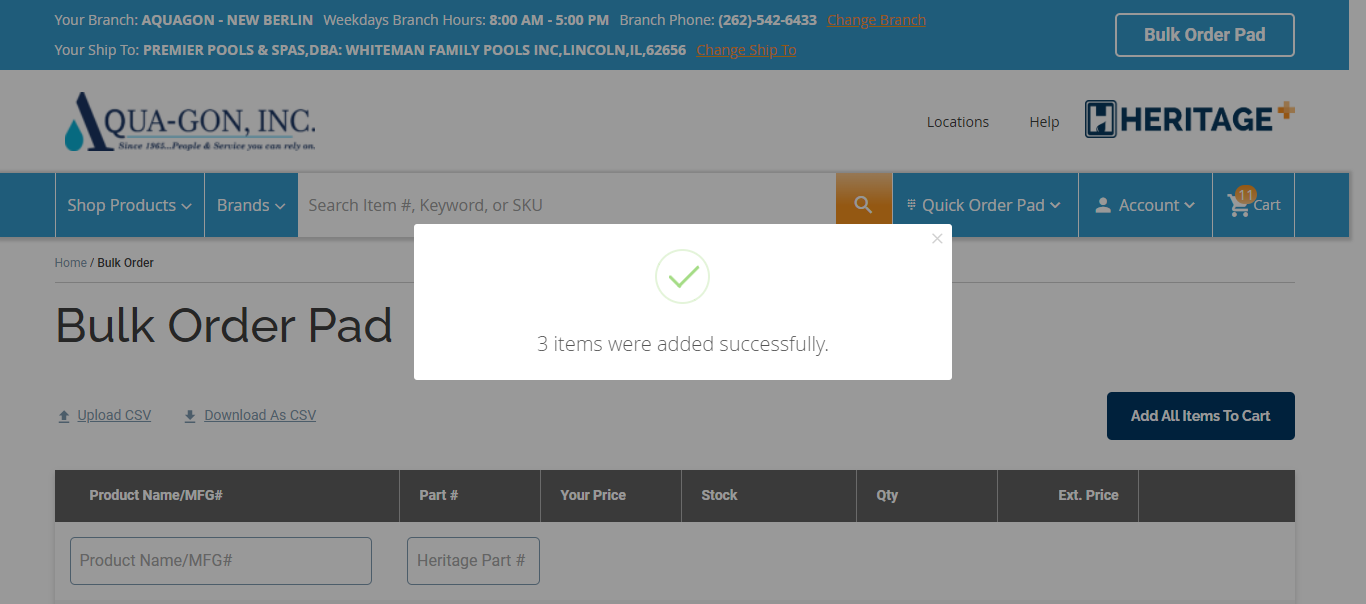 Your Branch: AQUAGON - NEW BERLIN Weekdays Branch Hours: 8:00 AM - 5:00 PM Branch Phone: (262)-542-6433 Change Branch
Your Ship To: PREMIER POOLS & SPAS,DBA: WHITEMAN FAMILY POOLS INC,LINCOLN,IL,62656 Change Ship To
Bulk Order Pad
AQUA-GON, INC.
Since 1965...People & Service you can rely on.
Locations Help HERITAGE+
Shop Products Brands Search Item #, Keyword, or SKU Quick Order Pad Account 11 Cart
Home / Bulk Order
Bulk Order Pad
3 items were added successfully.
Upload CSV Download As CSV Add All Items To Cart
Product Name/MFG# Part # Your Price Stock Qty Ext. Price
Product Name/MFG# Heritage Part #